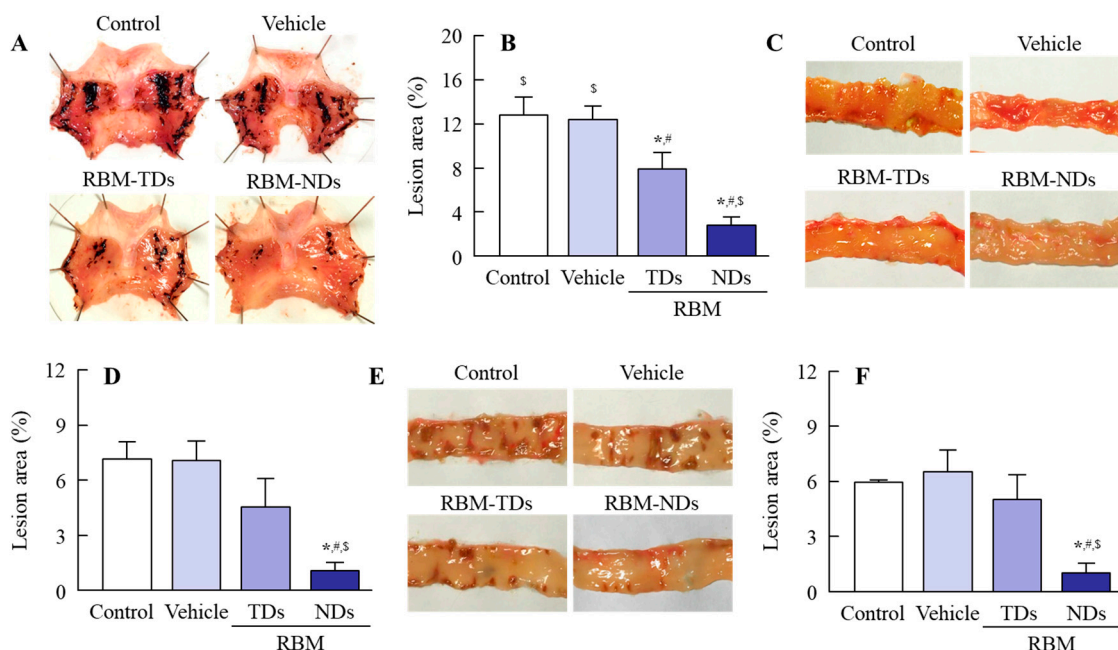 A
Control
Vehicle
RBM-TDs
RBM-NDs
B
Lesion area (%)
20
16
12
8
4
0
$
$
*,#
*,#,$
Control
Vehicle
TDs
NDs
RBM
C
Control
Vehicle
RBM-TDs
RBM-NDs
D
Lesion area (%)
12
9
6
3
0
*,#,$
Control
Vehicle
TDs
NDs
RBM
E
Control
Vehicle
RBM-TDs
RBM-NDs
F
Lesion area (%)
12
9
6
3
0
*,#,$
Control
Vehicle
TDs
NDs
RBM